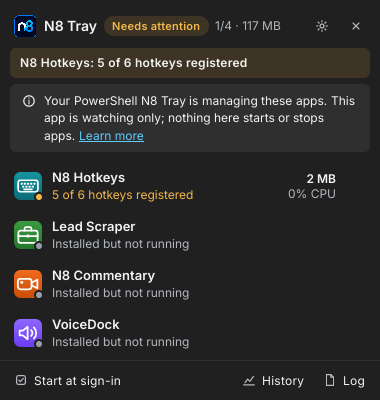 n8 N8 Tray Needs attention 1/4 · 117 MB
N8 Hotkeys: 5 of 6 hotkeys registered
Your PowerShell N8 Tray is managing these apps. This
app is watching only; nothing here starts or stops
apps. Learn more
N8 Hotkeys 2 MB
5 of 6 hotkeys registered 0% CPU
Lead Scraper
Installed but not running
N8 Commentary
Installed but not running
VoiceDock
Installed but not running
Start at sign-in History Log